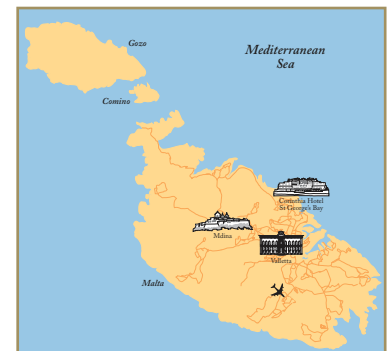 Gozo
Mediterranean
Sea
Comino
Corinthia Hotel
St George's Bay
Mdina
Valletta
Malta